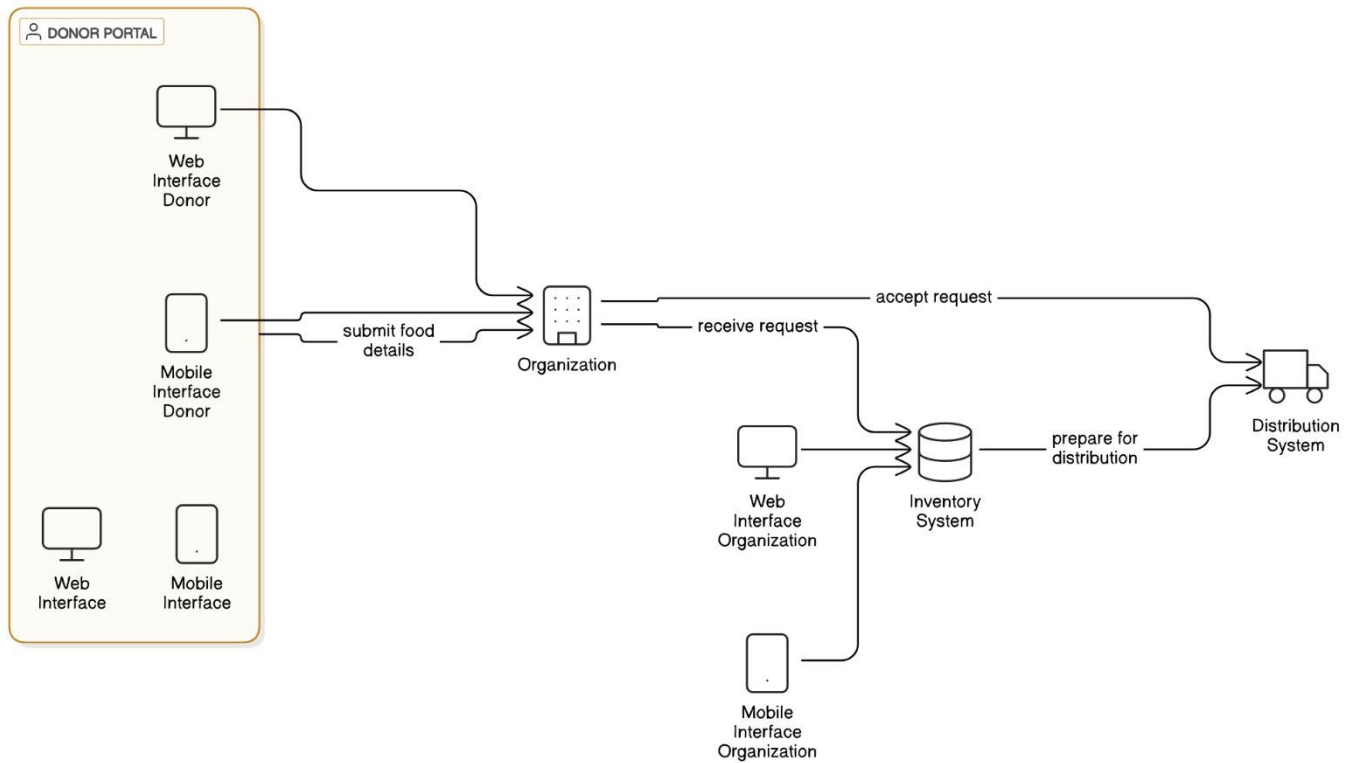 DONOR PORTAL
Web
Interface
Donor
Mobile
Interface
Donor
Web
Interface
Mobile
Interface
submit food
details
Organization
accept request
receive request
Web
Interface
Organization
Mobile
Interface
Organization
Inventory
System
prepare for
distribution
Distribution
System